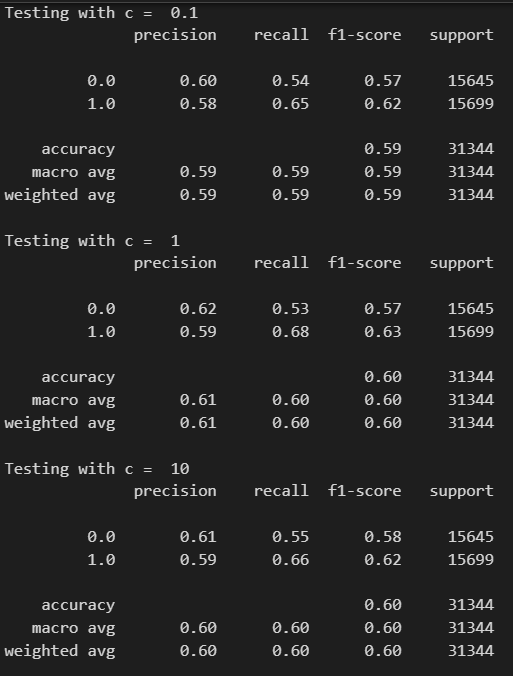 Testing with c =  0.1
              precision    recall  f1-score   support

         0.0       0.60      0.54      0.57     15645
         1.0       0.58      0.65      0.62     15699

    accuracy                           0.59     31344
   macro avg       0.59      0.59      0.59     31344
weighted avg       0.59      0.59      0.59     31344

Testing with c =  1
              precision    recall  f1-score   support

         0.0       0.62      0.53      0.57     15645
         1.0       0.59      0.68      0.63     15699

    accuracy                           0.60     31344
   macro avg       0.61      0.60      0.60     31344
weighted avg       0.61      0.60      0.60     31344

Testing with c =  10
              precision    recall  f1-score   support

         0.0       0.61      0.55      0.58     15645
         1.0       0.59      0.66      0.62     15699

    accuracy                           0.60     31344
   macro avg       0.60      0.60      0.60     31344
weighted avg       0.60      0.60      0.60     31344